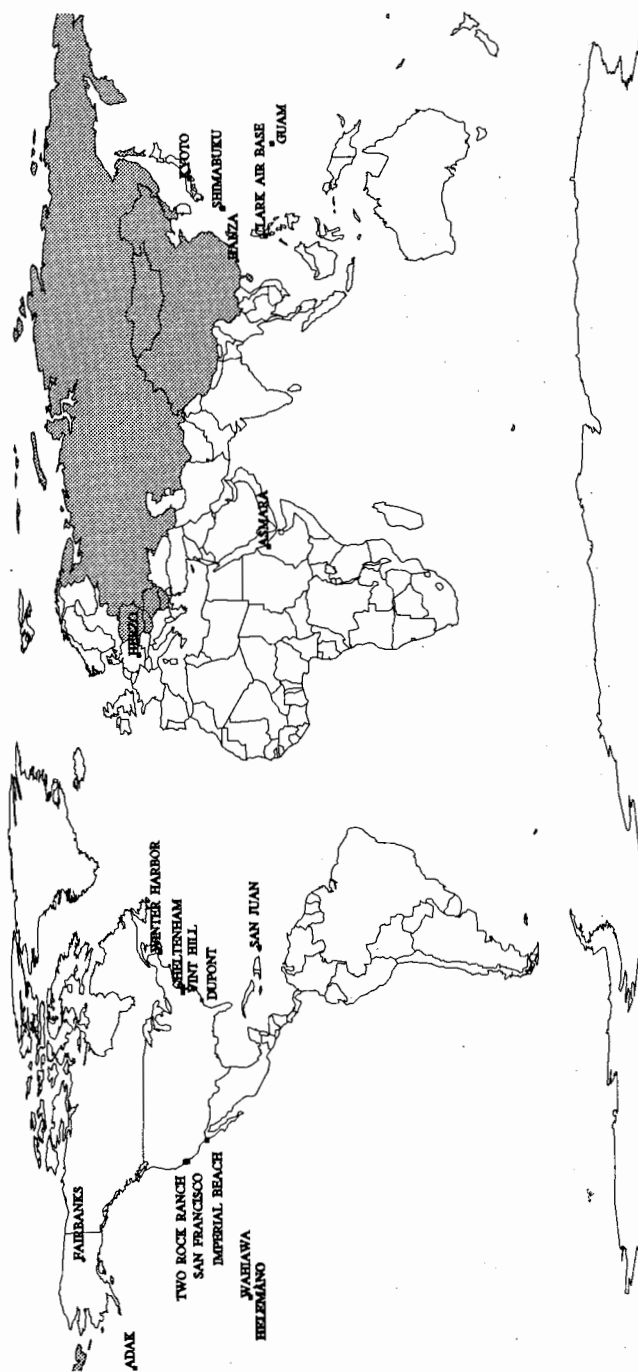 ADAK
FAIRBANKS
TWO ROCK RANCH
SAN FRANCISCO
IMPERIAL BEACH
WAHIAWA
HELEMANO
WINTER HARBOR
CHELTENHAM
VINT HILL
DUPONT
SAN JUAN
HERZO
ASMARA
KYOTO
SHIMABUKU
HANZA
CLARK AIR BASE
GUAM